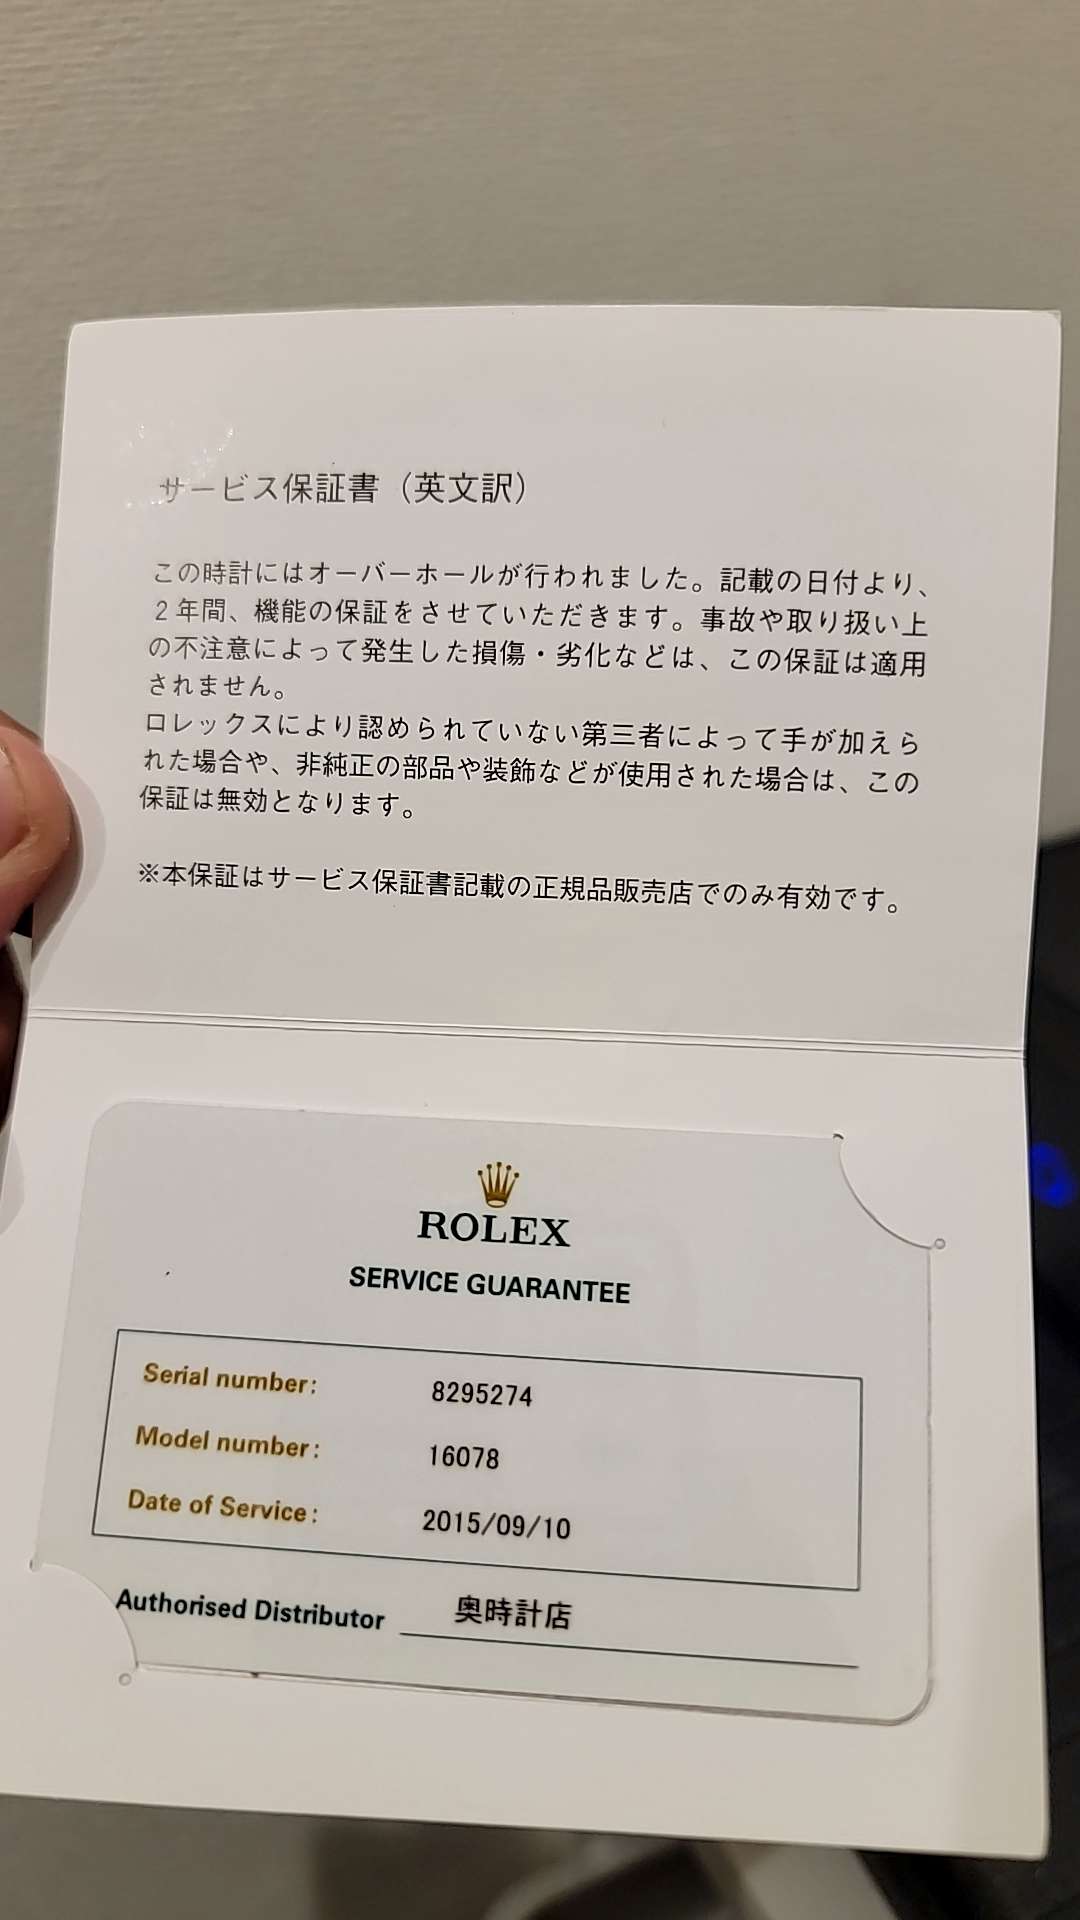 サービス保証書（英文訳）
この時計にはオーバーホールが行われました。記載の日付より、
２年間、機能の保証をさせていただきます。事故や取り扱い上
の不注意によって発生した損傷・劣化などは、この保証は適用
されません。
ロレックスにより認められていない第三者によって手が加えら
れた場合や、非純正の部品や装飾などが使用された場合は、この
保証は無効となります。
※本保証はサービス保証書記載の正規品販売店でのみ有効です。
ROLEX
SERVICE GUARANTEE
Serial number: 8295274
Model number: 16078
Date of Service: 2015/09/10
Authorised Distributor 奥時計店